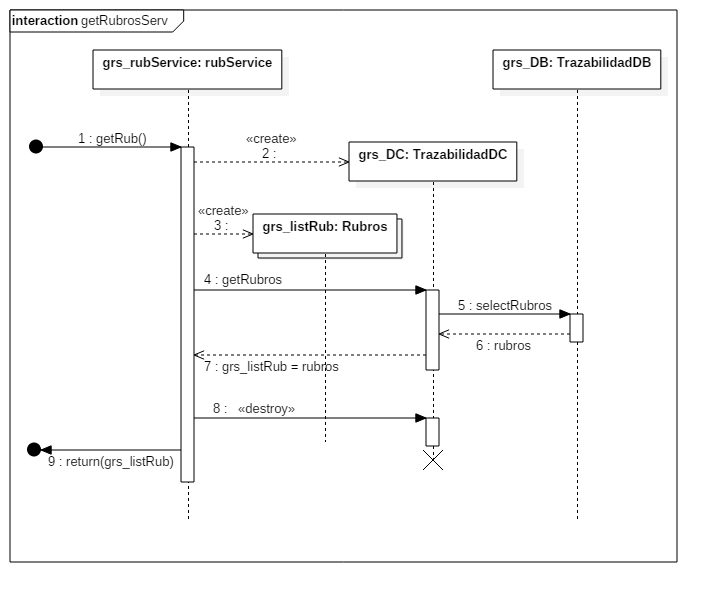 interaction getRubrosServ
grs_rubService: rubService
grs_DB: TrazabilidadDB
1 : getRub()
«create»
2 :
grs_DC: TrazabilidadDC
«create»
3 :
grs_listRub: Rubros
4 : getRubros
5 : selectRubros
6 : rubros
7 : grs_listRub = rubros
8 : «destroy»
9 : return(grs_listRub)